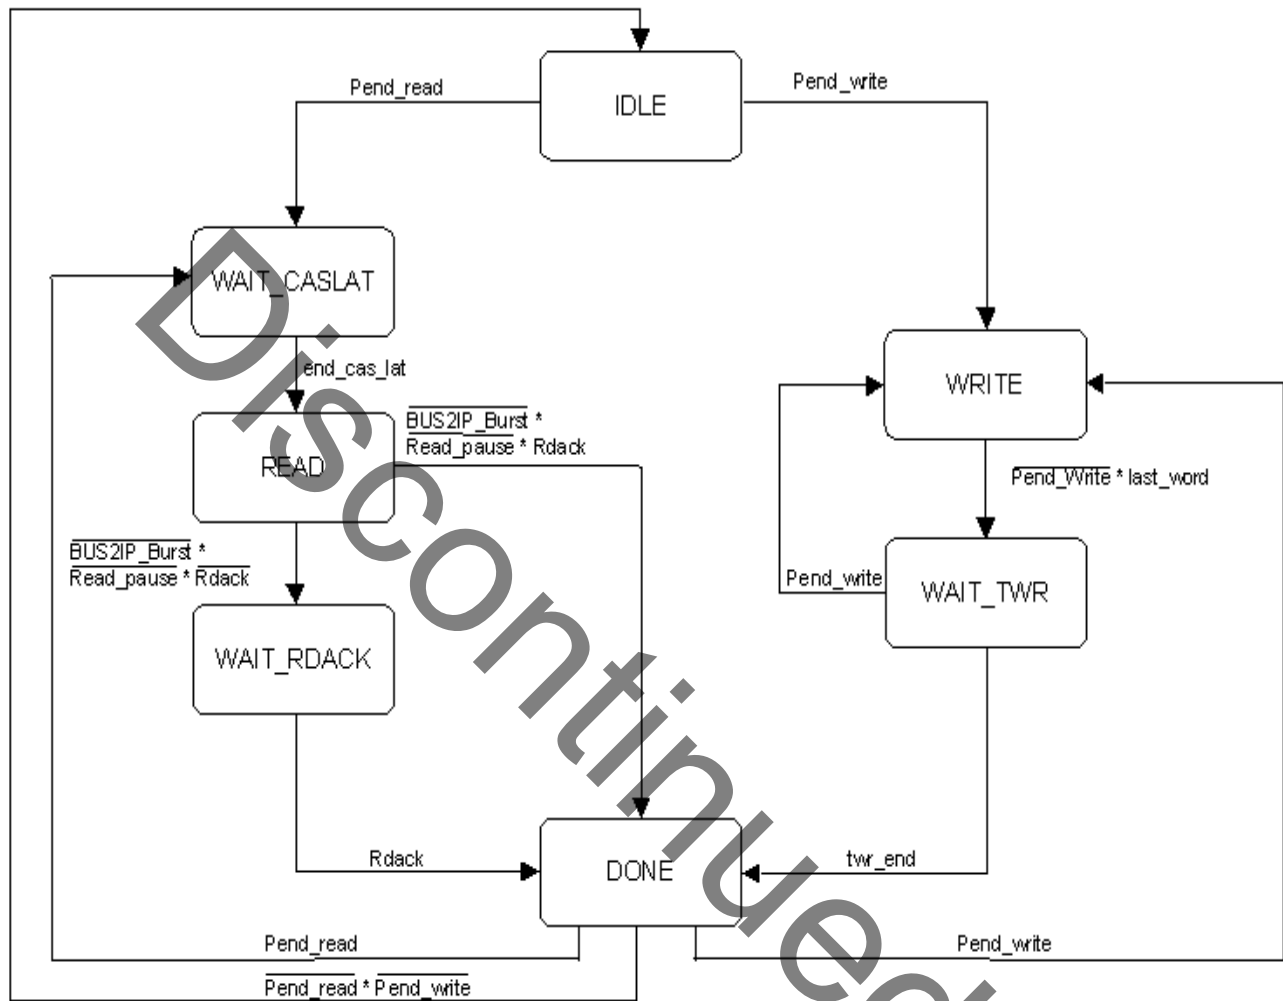 Pend_read
Pend_write
IDLE
WAIT_CASLAT
end_cas_lat
WRITE
BUS2IP_Burst *
Read_pause * Rdack
READ
Pend_Write * last_word
BUS2IP_Burst *
Read_pause * Rdack
Pend_write
WAIT_TWR
WAIT_RDACK
Rdack
DONE
twr_end
Pend_read
Pend_write
Pend_read * Pend_write
Discontinued